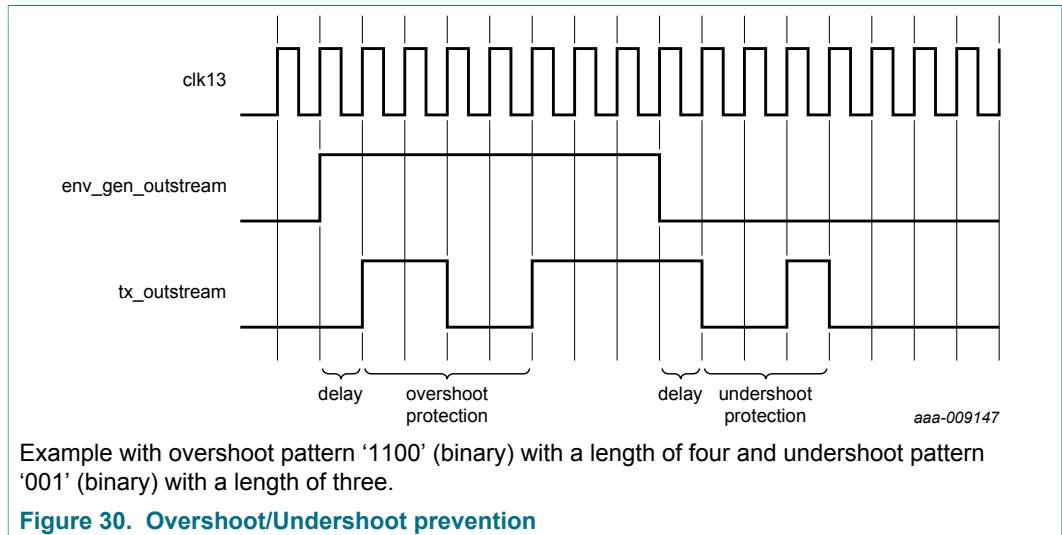 clk13
env_gen_outstream
tx_outstream
delay
overshoot
protection
delay
undershoot
protection
aaa-009147
Example with overshoot pattern ‘1100’ (binary) with a length of four and undershoot pattern
‘001’ (binary) with a length of three.
Figure 30. Overshoot/Undershoot prevention